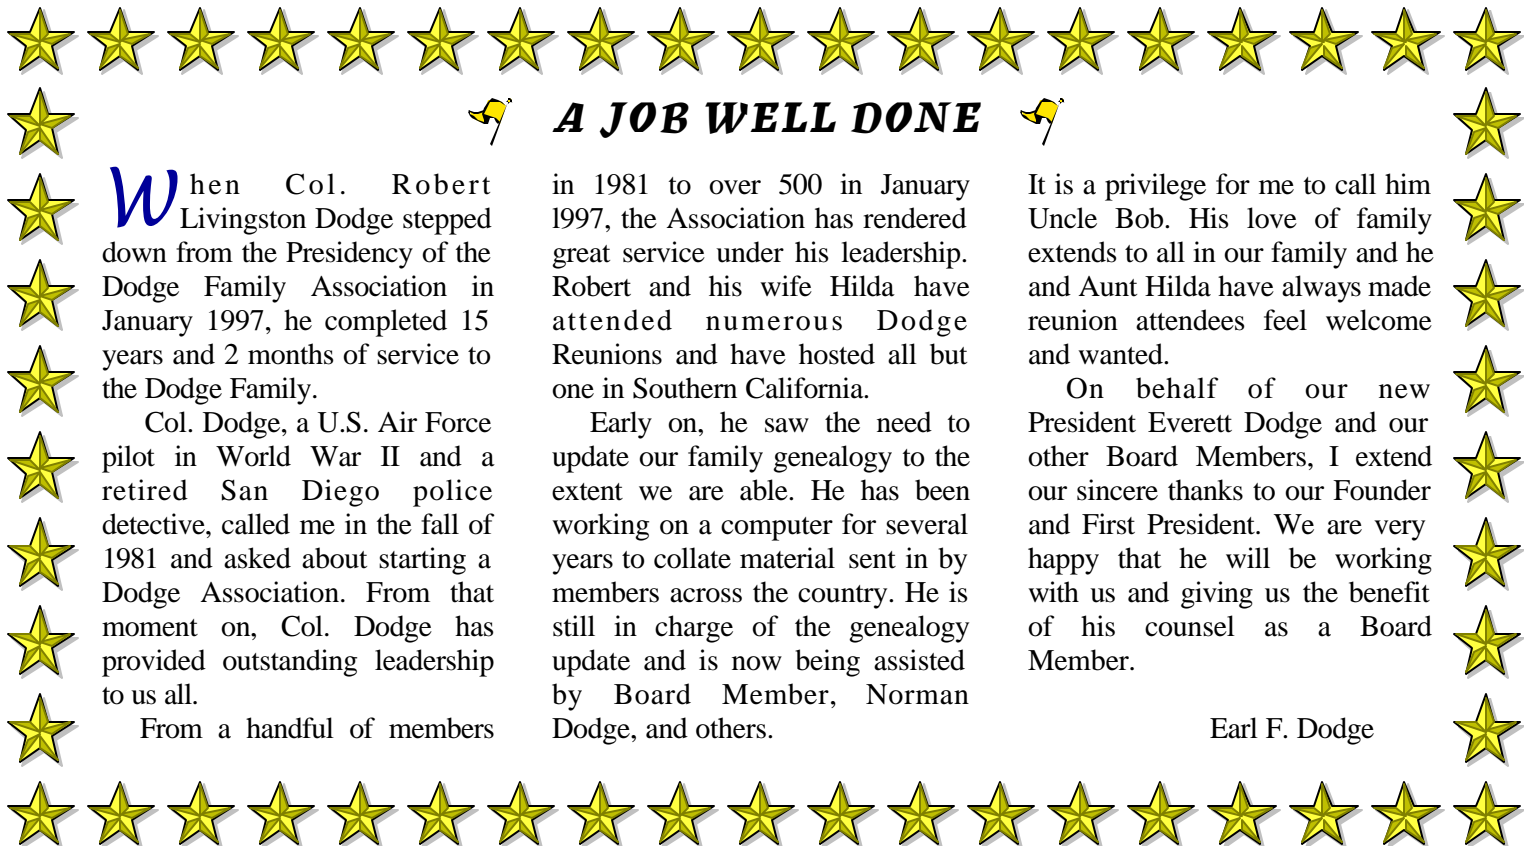 A JOB WELL DONE
When Col. Robert
Livingston Dodge stepped
down from the Presidency of the
Dodge Family Association in
January 1997, he completed 15
years and 2 months of service to
the Dodge Family.
Col. Dodge, a U.S. Air Force
pilot in World War II and a
retired San Diego police
detective, called me in the fall of
1981 and asked about starting a
Dodge Association. From that
moment on, Col. Dodge has
provided outstanding leadership
to us all.
From a handful of members
in 1981 to over 500 in January
l997, the Association has rendered
great service under his leadership.
Robert and his wife Hilda have
attended numerous Dodge
Reunions and have hosted all but
one in Southern California.
Early on, he saw the need to
update our family genealogy to the
extent we are able. He has been
working on a computer for several
years to collate material sent in by
members across the country. He is
still in charge of the genealogy
update and is now being assisted
by Board Member, Norman
Dodge, and others.
It is a privilege for me to call him
Uncle Bob. His love of family
extends to all in our family and he
and Aunt Hilda have always made
reunion attendees feel welcome
and wanted.
On behalf of our new
President Everett Dodge and our
other Board Members, I extend
our sincere thanks to our Founder
and First President. We are very
happy that he will be working
with us and giving us the benefit
of his counsel as a Board
Member.
Earl F. Dodge